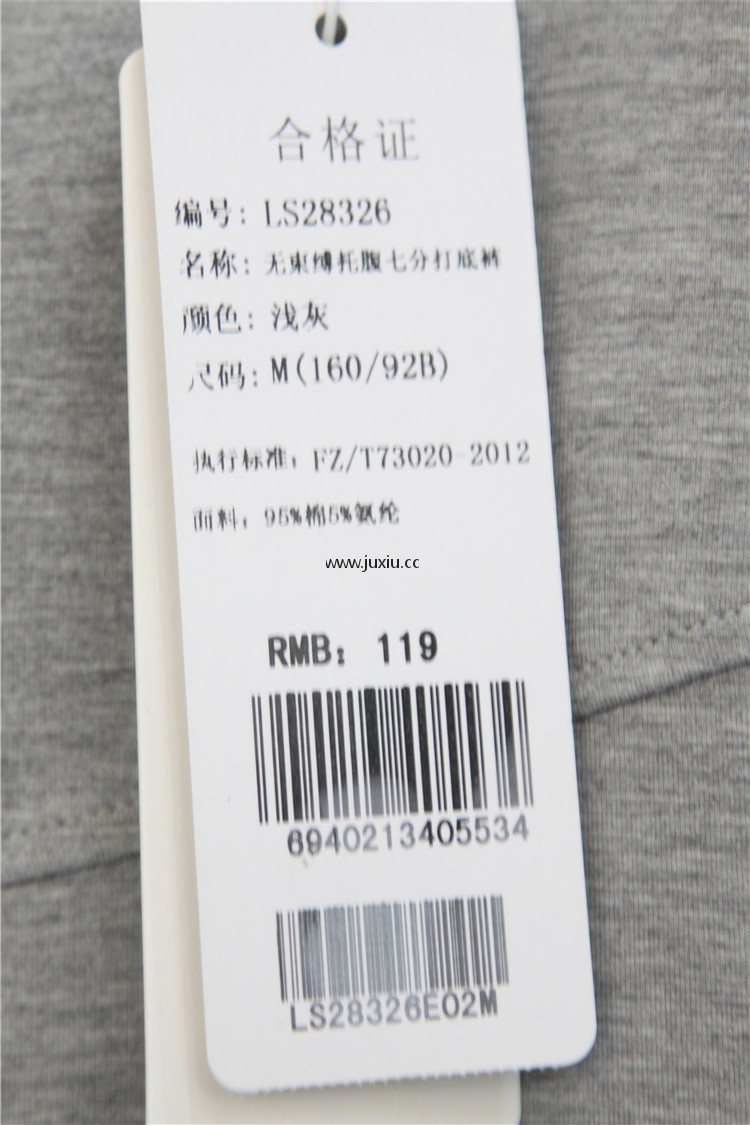 合格证
编号: LS28326
名称: 无束缚托腹七分打底裤
颜色: 浅灰
尺码: M(160/92B)
执行标准: FZ/T73020-2012
面料: 95%棉5%氨纶
www.juxiu.cc
RMB: 119
6940213405534
LS28326E02M